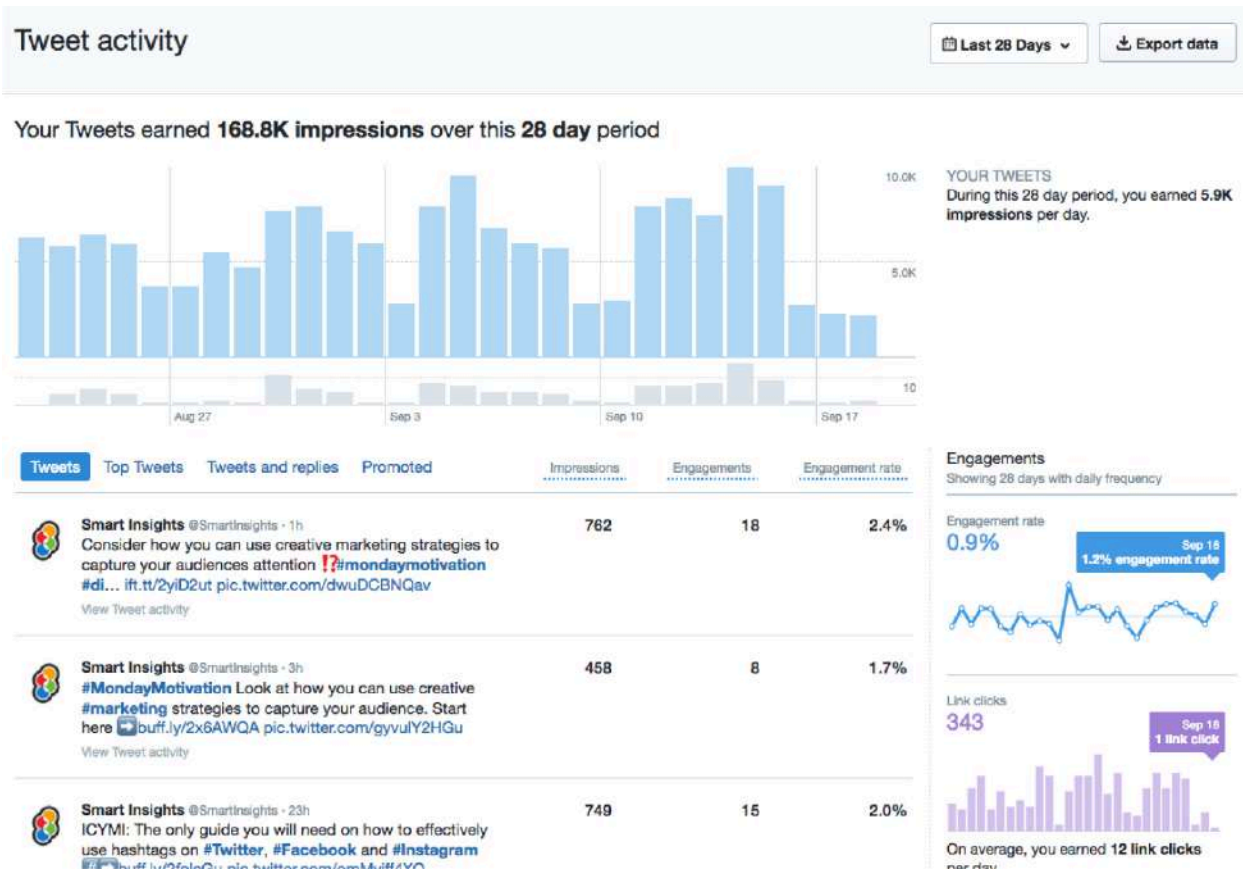 Tweet activity
Last 28 Days
Export data
Your Tweets earned 168.8K impressions over this 28 day period
10.0K
5.0K
10
Aug 27
Sep 3
Sep 10
Sep 17
YOUR TWEETS
During this 28 day period, you earned 5.9K
impressions per day.
Tweets
Top Tweets
Tweets and replies
Promoted
Impressions
Engagements
Engagement rate
Smart Insights @SmartInsights · 1h
Consider how you can use creative marketing strategies to
capture your audiences attention ⁉️#mondaymotivation
#di… ift.tt/2yiD2ut pic.twitter.com/dwuDCBNQav
View Tweet activity
762
18
2.4%
Smart Insights @SmartInsights · 3h
#MondayMotivation Look at how you can use creative
#marketing strategies to capture your audience. Start
here ➡️buff.ly/2x6AWQA pic.twitter.com/gyvulY2HGu
View Tweet activity
458
8
1.7%
Smart Insights @SmartInsights · 23h
ICYMI: The only guide you will need on how to effectively
use hashtags on #Twitter, #Facebook and #Instagram
749
15
2.0%
Engagements
Showing 28 days with daily frequency
Engagement rate
0.9%
Sep 18
1.2% engagement rate
Link clicks
343
Sep 18
1 link click
On average, you earned 12 link clicks
per day